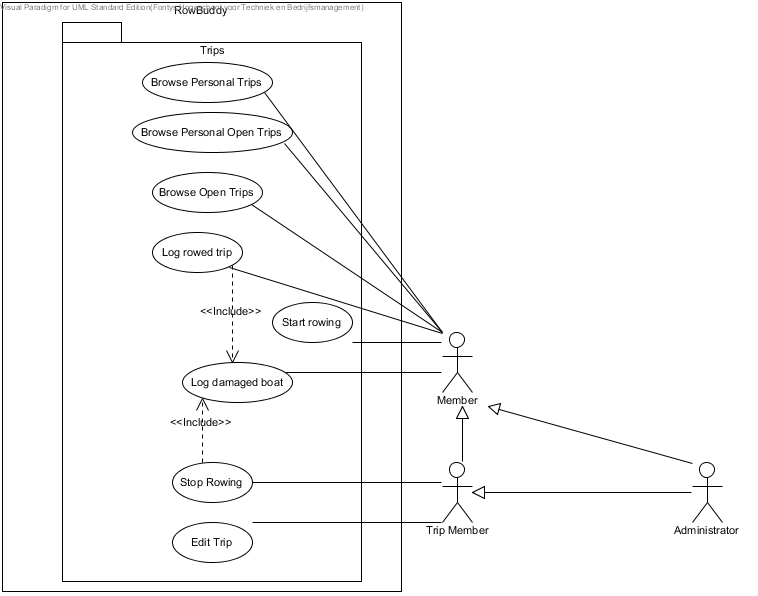 Visual Paradigm for UML Standard Edition(Fontys Hogeschool voor Techniek en Bedrijfsmanagement)
RowBuddy
Trips
Browse Personal Trips
Browse Personal Open Trips
Browse Open Trips
Log rowed trip
<<Include>>
Start rowing
Log damaged boat
Member
<<Include>>
Stop Rowing
Trip Member
Administrator
Edit Trip